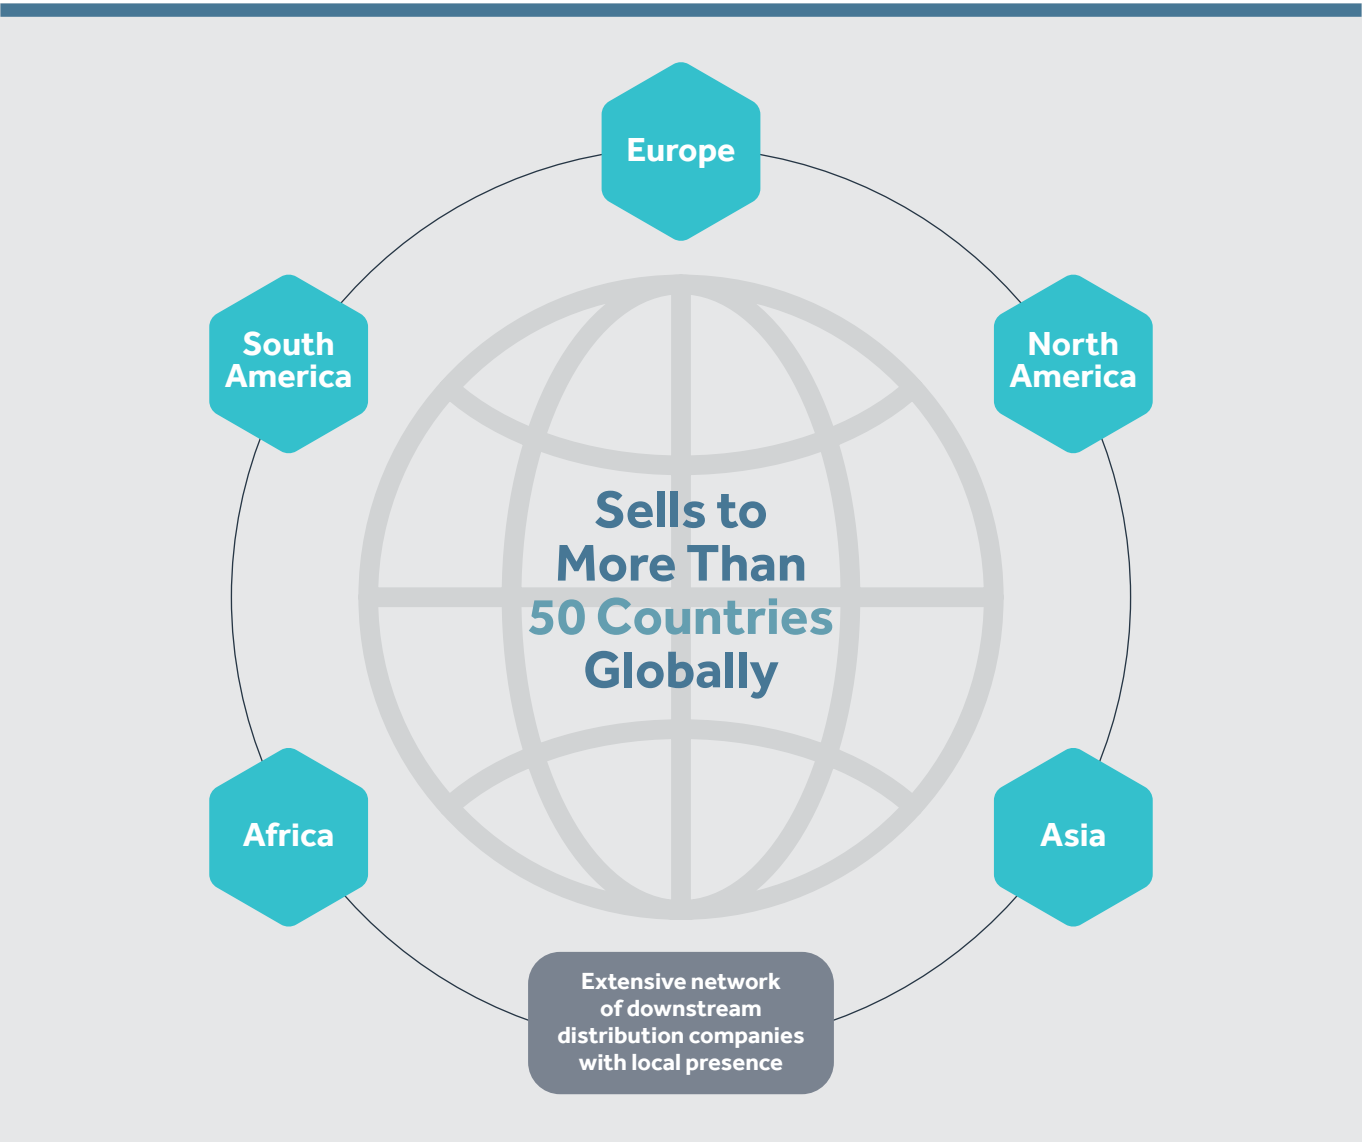 Europe
South
America
North
America
Sells to
More Than
50 Countries
Globally
Africa
Asia
Extensive network
of downstream
distribution companies
with local presence